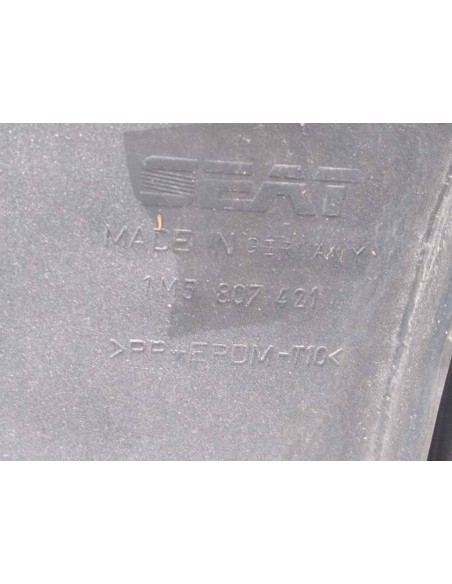 SEAT
MADE IN GERMANY
1M5 807 421
>PP+EPDM-T10<